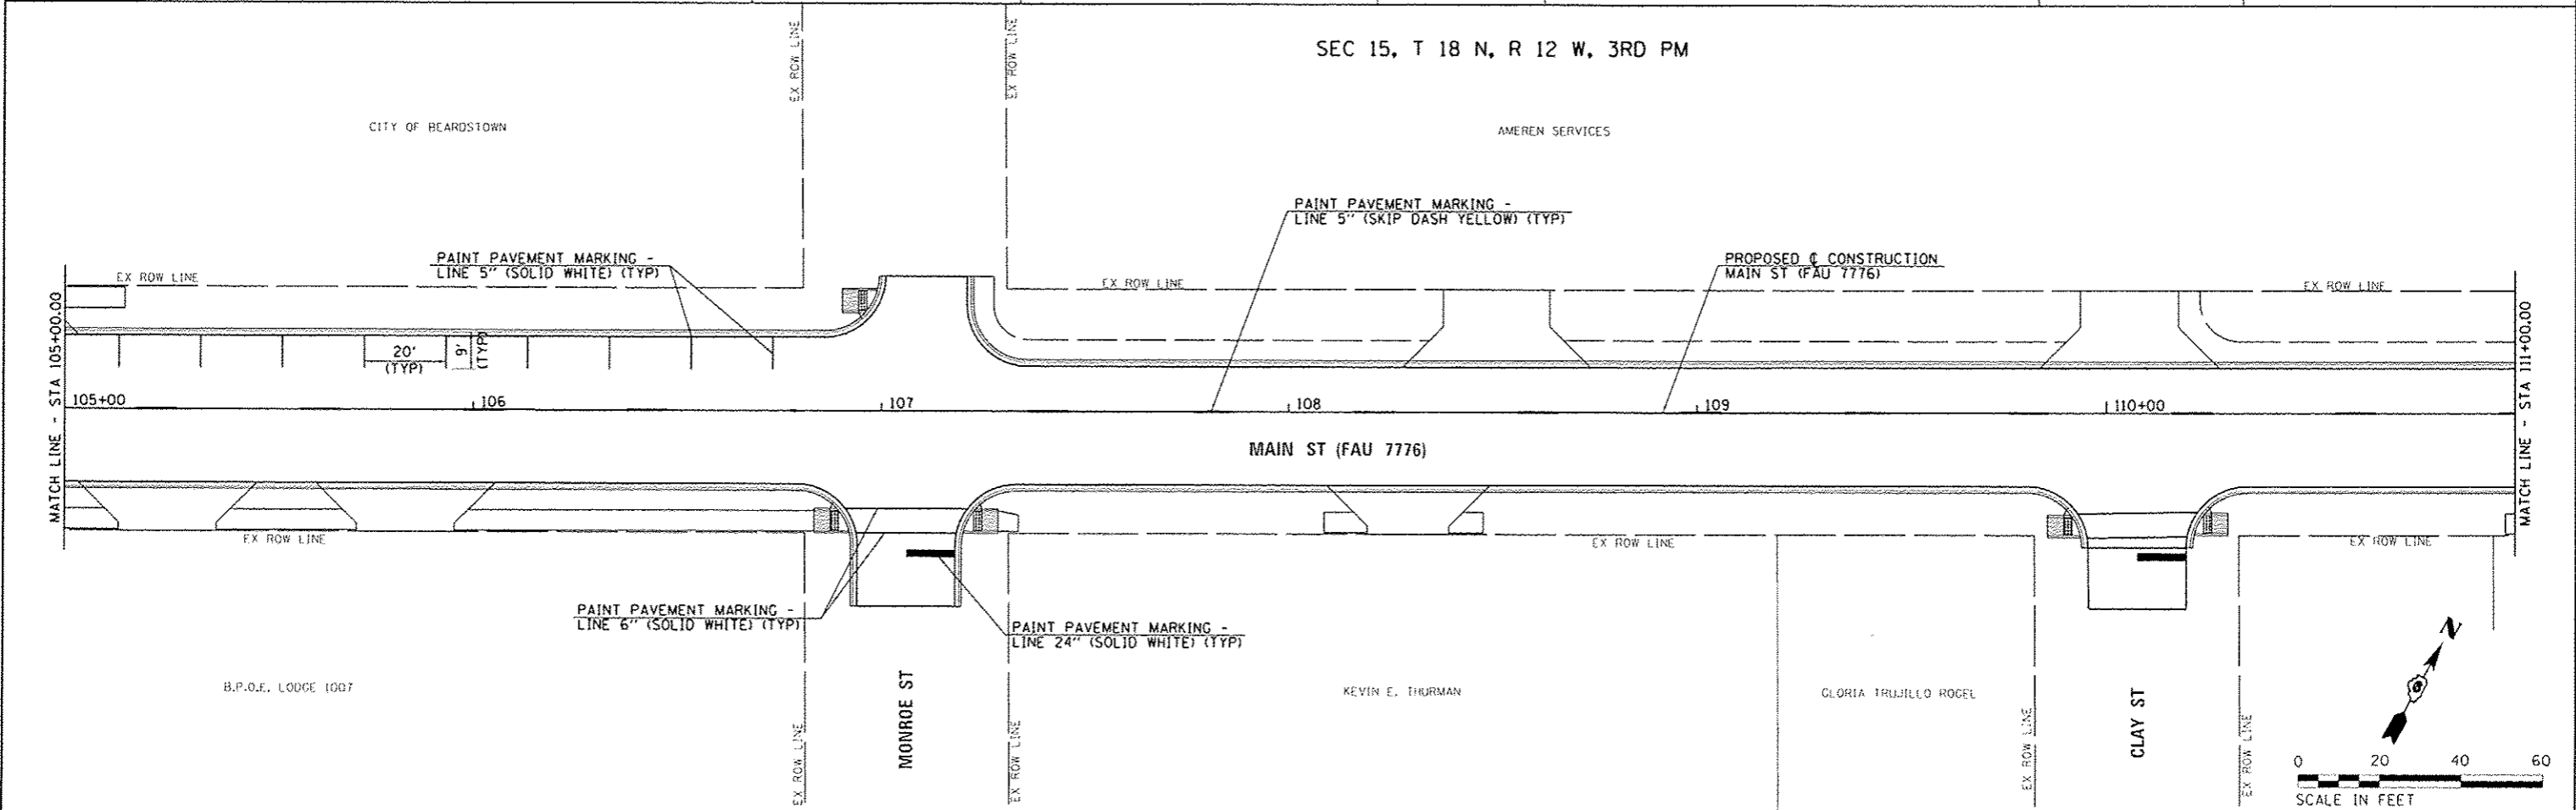 EX ROW LINE
EX ROW LINE
SEC 15, T 18 N, R 12 W, 3RD PM
CITY OF BEARDSTOWN
AMEREN SERVICES
PAINT PAVEMENT MARKING -
LINE 5" (SKIP DASH YELLOW) (TYP)
PAINT PAVEMENT MARKING -
LINE 5" (SOLID WHITE) (TYP)
PROPOSED ℄ CONSTRUCTION
MAIN ST (FAU 7776)
EX ROW LINE
EX ROW LINE
EX ROW LINE
MATCH LINE - STA 105+00.00
MATCH LINE - STA 111+00.00
20'
(TYP)
9'
(TYP)
105+00
106
107
108
109
110+00
MAIN ST (FAU 7776)
EX ROW LINE
EX ROW LINE
EX ROW LINE
PAINT PAVEMENT MARKING -
LINE 6" (SOLID WHITE) (TYP)
PAINT PAVEMENT MARKING -
LINE 24" (SOLID WHITE) (TYP)
B.P.O.E. LODGE 1007
KEVIN E. THURMAN
GLORIA TRUJILLO ROGEL
MONROE ST
CLAY ST
EX ROW LINE
EX ROW LINE
EX ROW LINE
EX ROW LINE
N
0 20 40 60
SCALE IN FEET